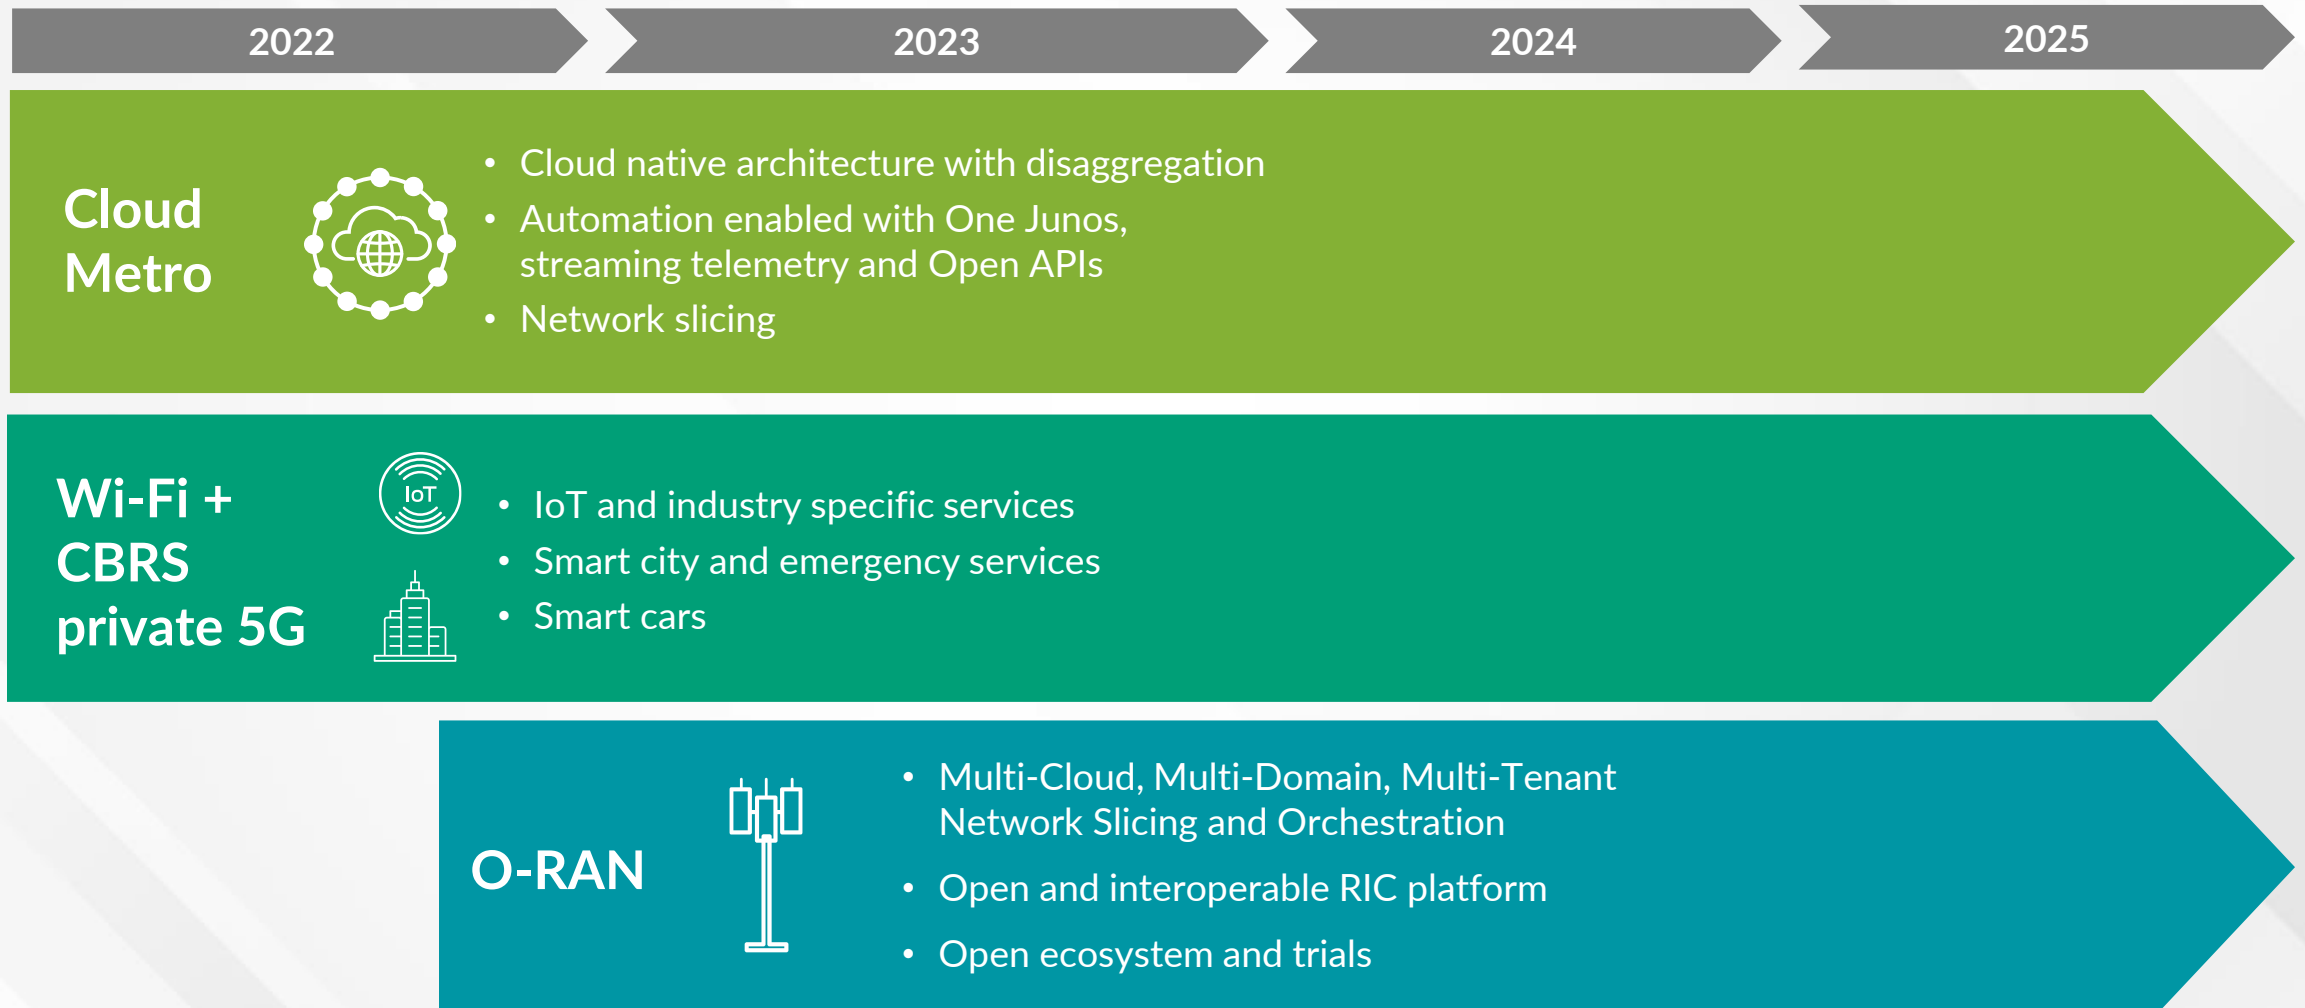 2022
2023
2024
2025
Cloud
Metro
• Cloud native architecture with disaggregation
• Automation enabled with One Junos,
streaming telemetry and Open APIs
• Network slicing
Wi-Fi +
CBRS
private 5G
IoT
• IoT and industry specific services
• Smart city and emergency services
• Smart cars
O-RAN
• Multi-Cloud, Multi-Domain, Multi-Tenant
Network Slicing and Orchestration
• Open and interoperable RIC platform
• Open ecosystem and trials